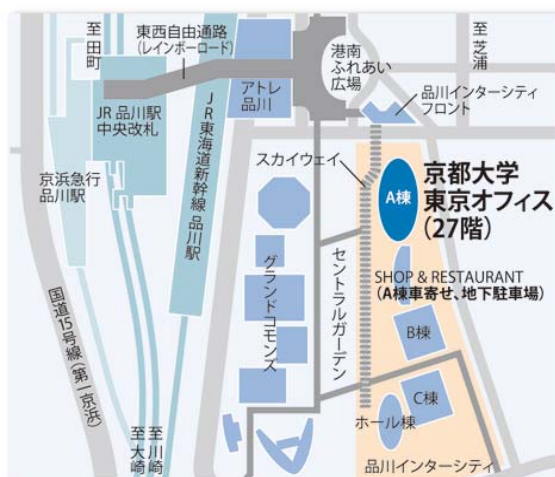 至田町
東西自由通路
(レインボーロード)
港南
ふれあい
広場
至芝浦
アトレ
品川
JR 品川駅
中央改札
JR東海道新幹線 品川駅
品川インターシティ
フロント
スカイウェイ
京浜急行
品川駅
A棟
京都大学
東京オフィス
(27階)
グランドコモンズ
セントラルガーデン
SHOP & RESTAURANT
(A棟車寄せ、地下駐車場)
国道15号線(第一京浜)
B棟
C棟
ホール棟
至大崎
至川崎
品川インターシティ